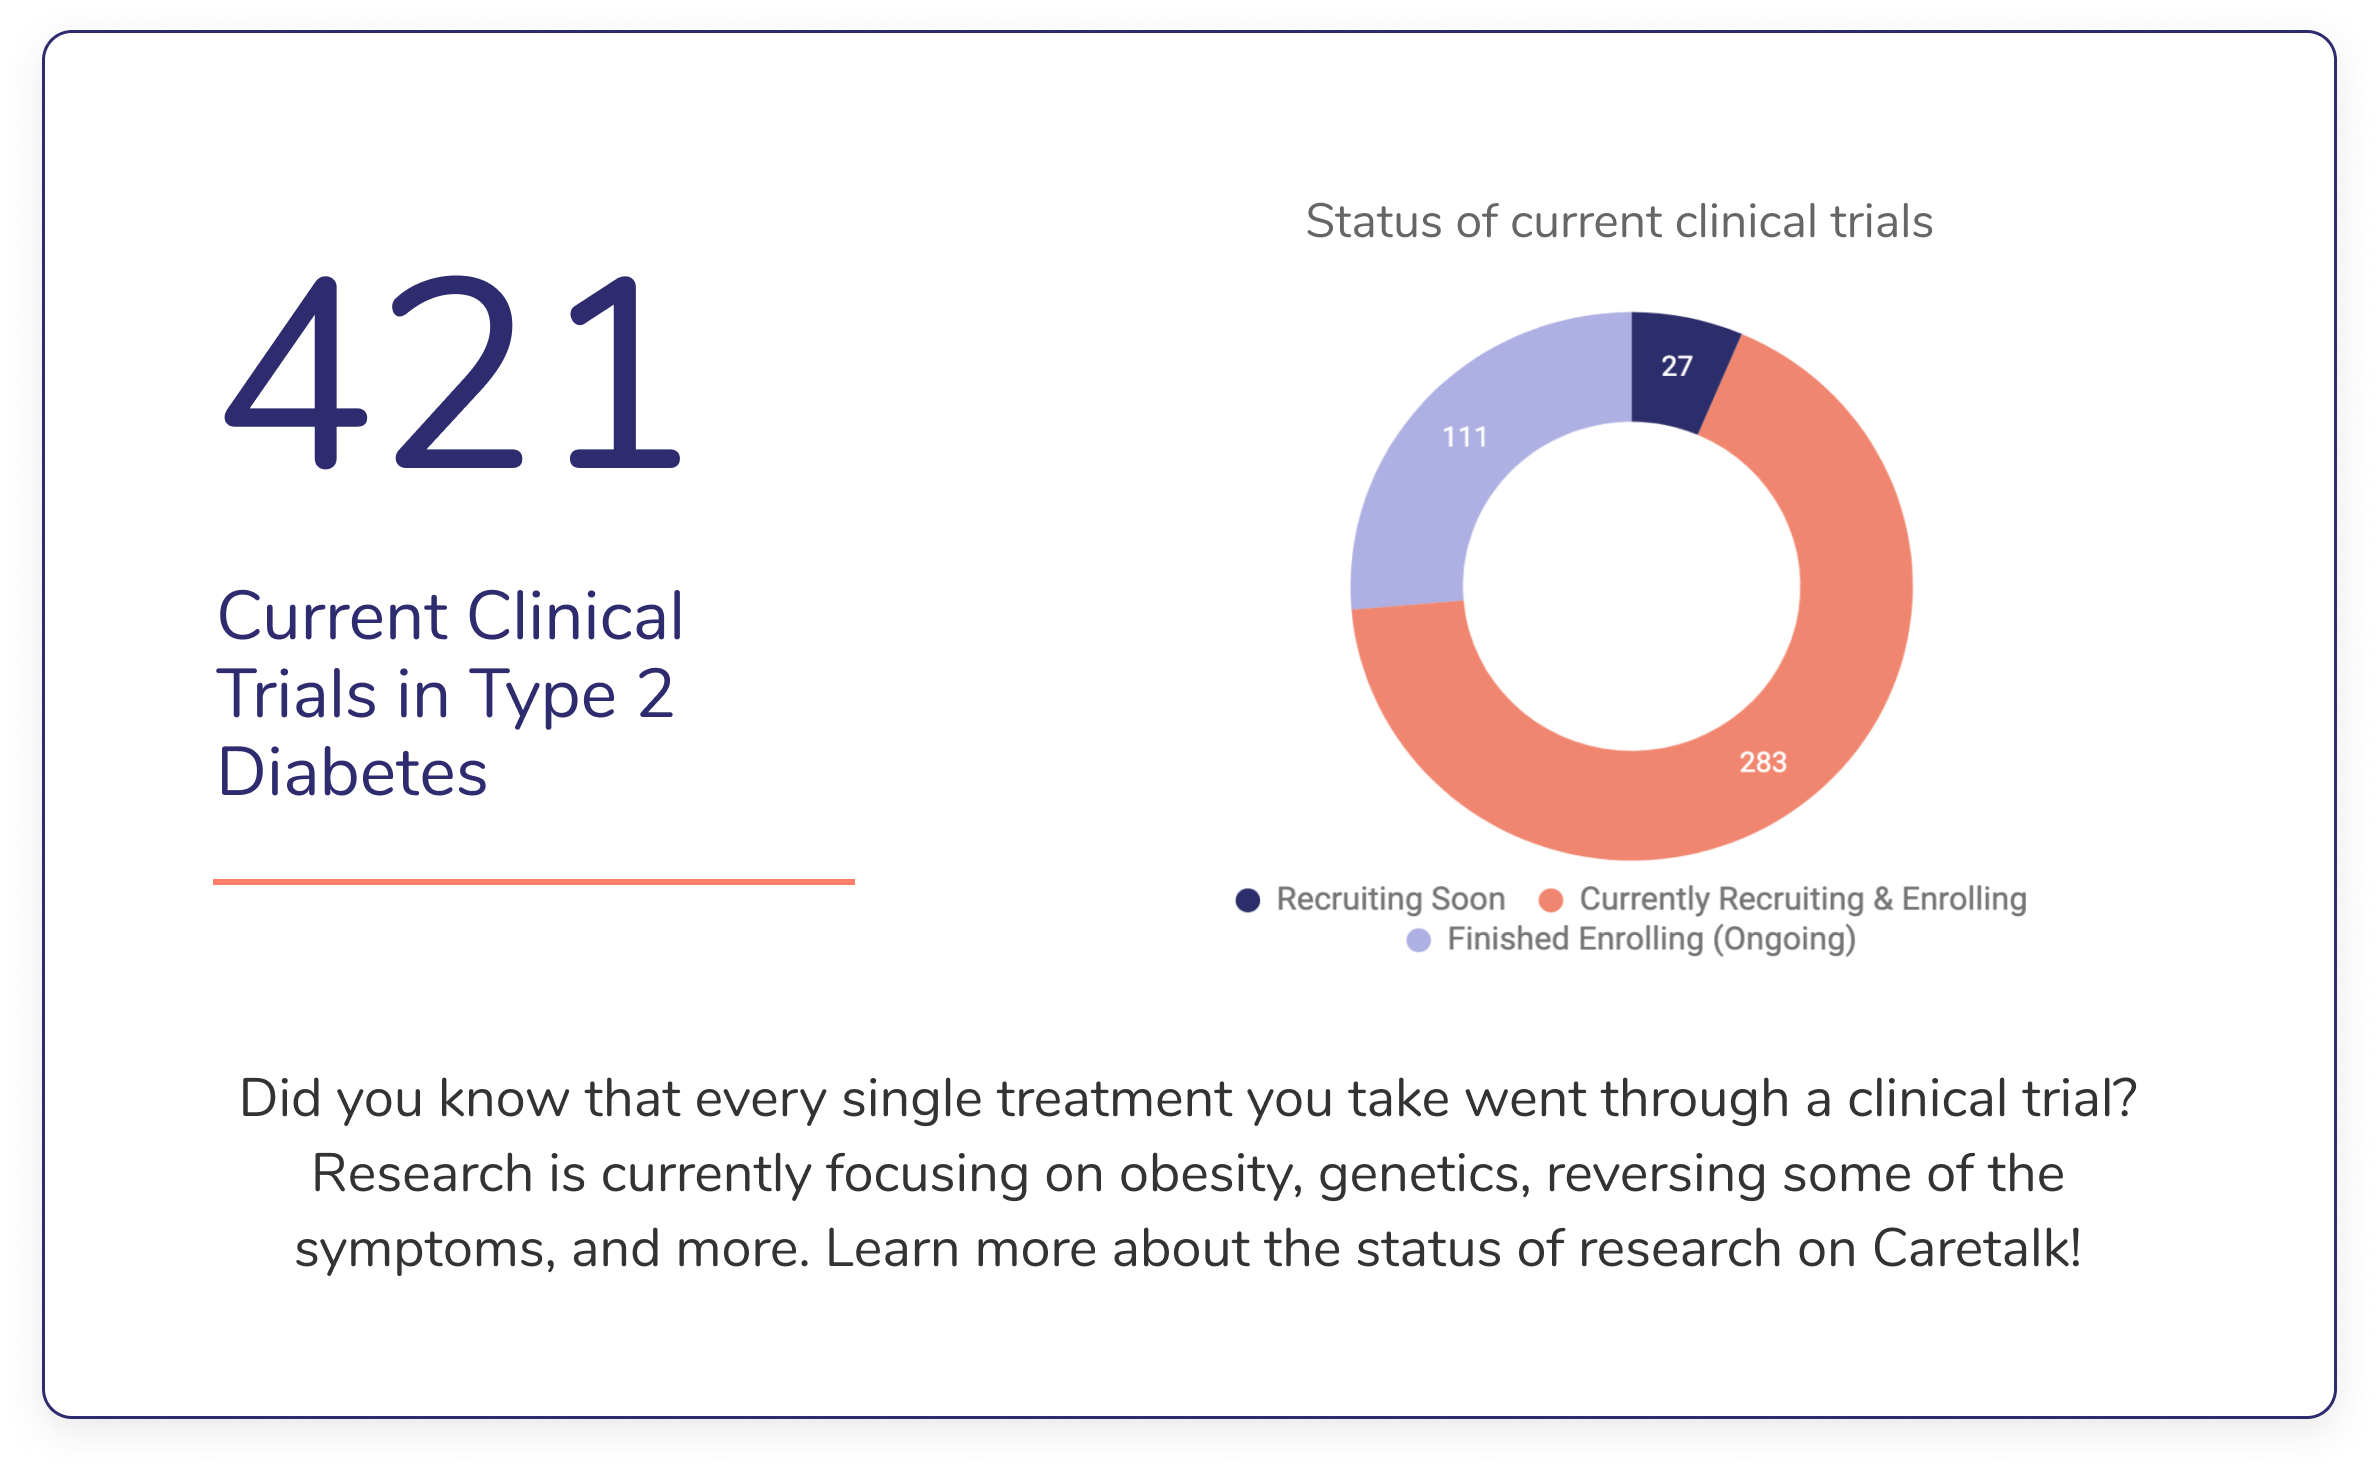 421
Current Clinical
Trials in Type 2
Diabetes
Status of current clinical trials
27
111
283
Recruiting Soon Currently Recruiting & Enrolling
Finished Enrolling (Ongoing)
Did you know that every single treatment you take went through a clinical trial?
Research is currently focusing on obesity, genetics, reversing some of the
symptoms, and more. Learn more about the status of research on Caretalk!